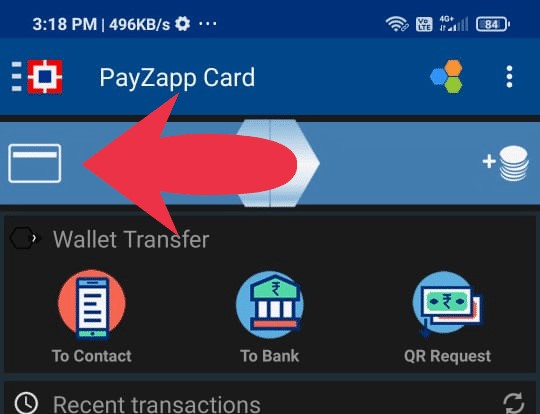 3:18 PM | 496KB/s ...
Vo LTE 4G+ 84
PayZapp Card
+
Wallet Transfer
₹ ₹
To Contact To Bank QR Request
Recent transactions